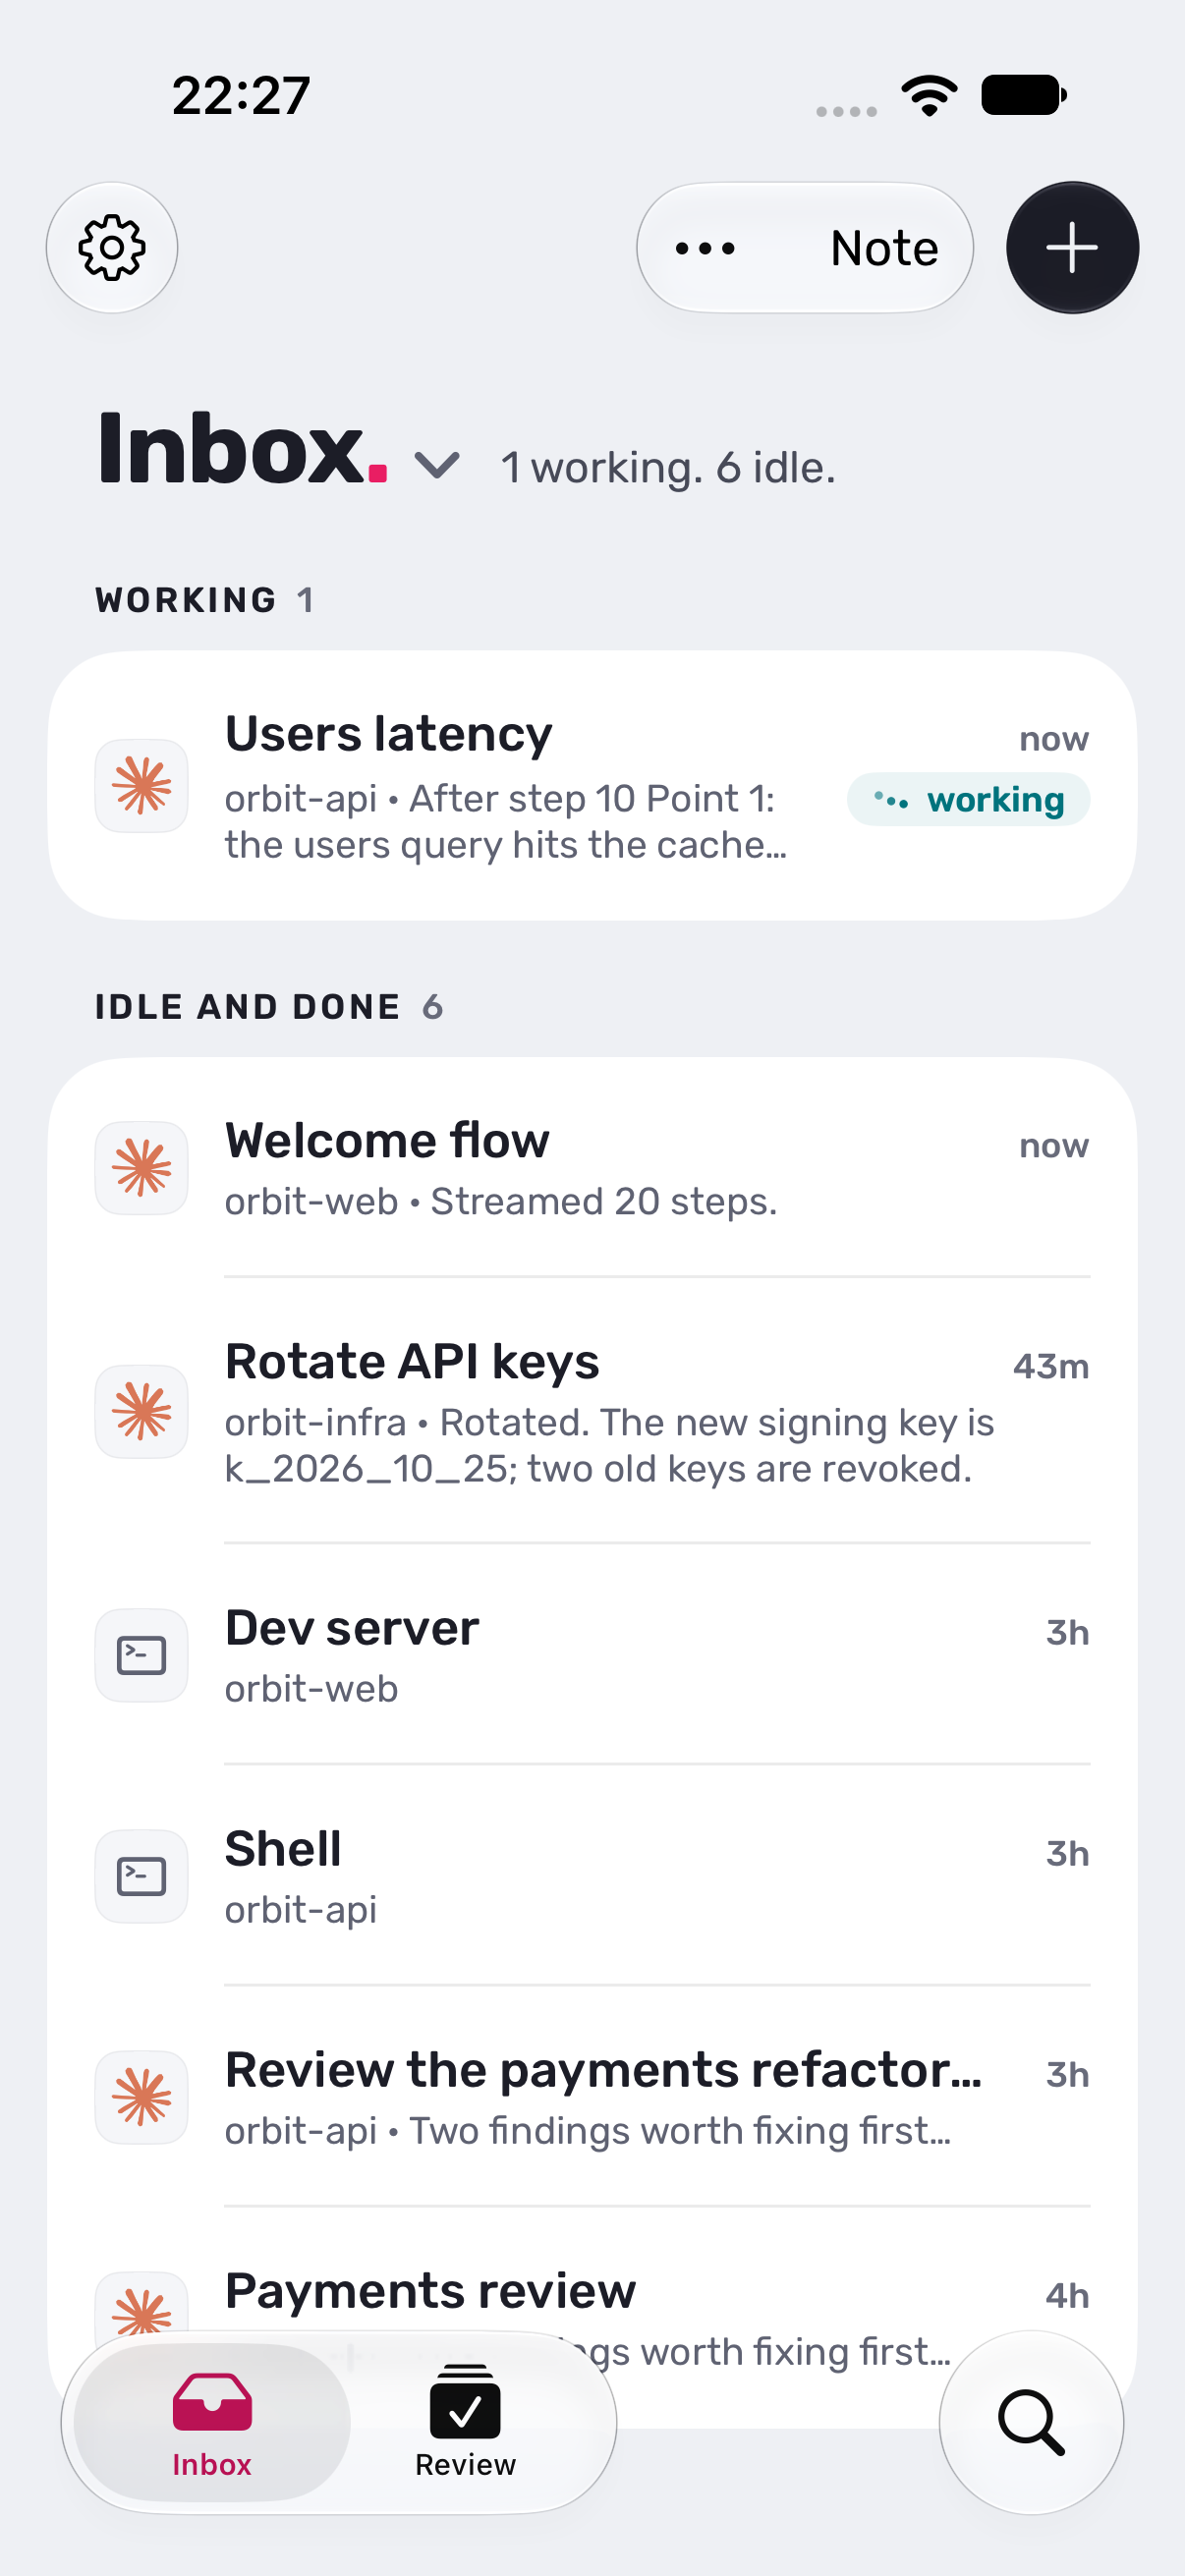 22:27
Note
Inbox. 1 working. 6 idle.
WORKING 1
Users latency now
orbit-api • After step 10 Point 1: working
the users query hits the cache…
IDLE AND DONE 6
Welcome flow now
orbit-web • Streamed 20 steps.
Rotate API keys 43m
orbit-infra • Rotated. The new signing key is
k_2026_10_25; two old keys are revoked.
Dev server 3h
orbit-web
Shell 3h
orbit-api
Review the payments refactor… 3h
orbit-api • Two findings worth fixing first…
Payments review 4h
worth fixing first…
Inbox Review